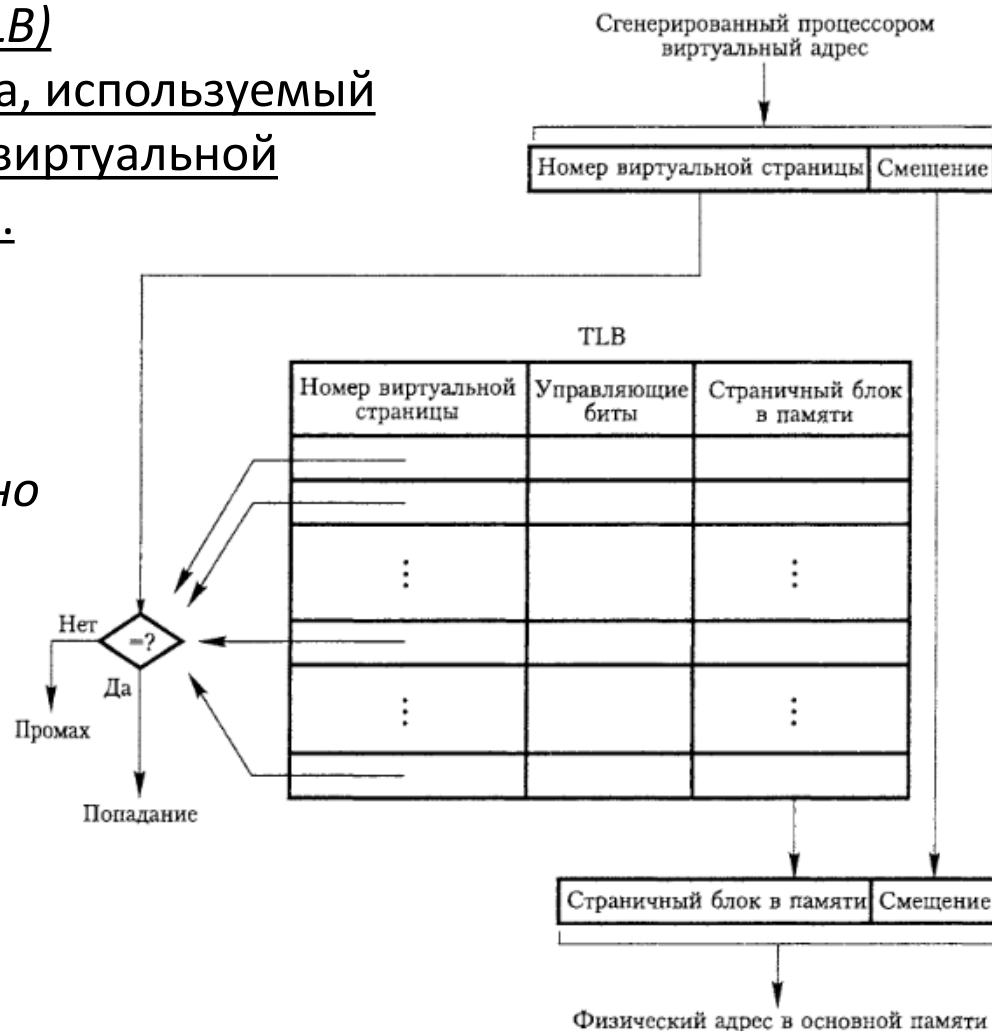 LB)
а, используемый
виртуальной
.
но
Сгенерированный процессором
виртуальный адрес
Номер виртуальной страницы Смещение
TLB
Номер виртуальной
страницы
Управляющие
биты
Страничный блок
в памяти
=?
Нет
Да
Промах
Попадание
Страничный блок в памяти Смещение
Физический адрес в основной памяти